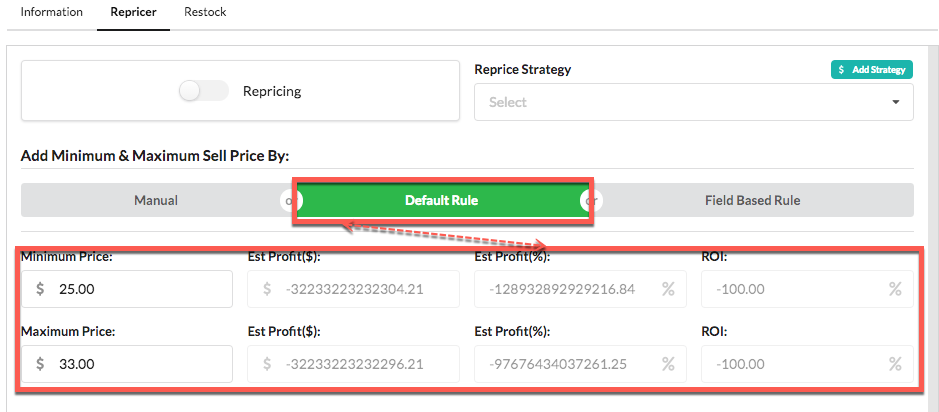 Information Repricer Restock
Reprice Strategy $ Add Strategy
Repricing
Select
Add Minimum & Maximum Sell Price By:
Manual or Default Rule or Field Based Rule
Minimum Price: Est Profit($): Est Profit(%): ROI:
$ 25.00 $ -32233223232304.21 -128932892929216.84 % -100.00 %
Maximum Price: Est Profit($): Est Profit(%): ROI:
$ 33.00 $ -32233223232296.21 -97676434037261.25 % -100.00 %